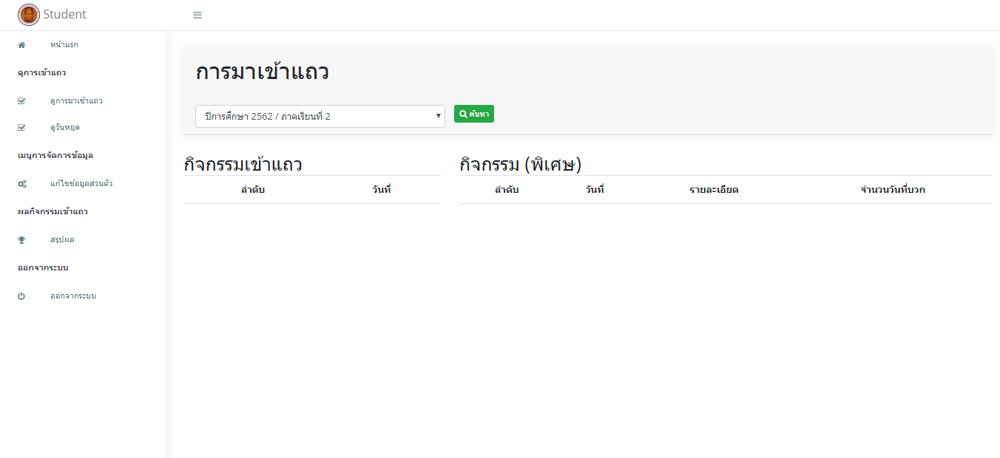 Student
หน้าแรก
ดูการเข้าแถว
ดูการมาเข้าแถว
ดูวันหยุด
เมนูการจัดการข้อมูล
แก้ไขข้อมูลส่วนตัว
ผลกิจกรรมเข้าแถว
สรุปผล
ออกจากระบบ
ออกจากระบบ
การมาเข้าแถว
ปีการศึกษา 2562 / ภาคเรียนที่ 2
ค้นหา
กิจกรรมเข้าแถว
ลำดับ วันที่
กิจกรรม (พิเศษ)
ลำดับ วันที่ รายละเอียด จำนวนวันที่บวก